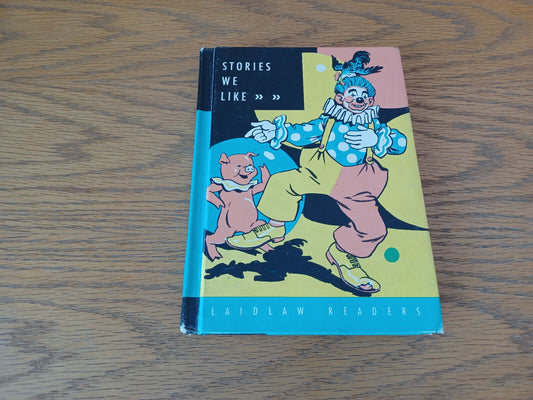 STORIES
WE
LIKE »»
LAIDLAW READERS